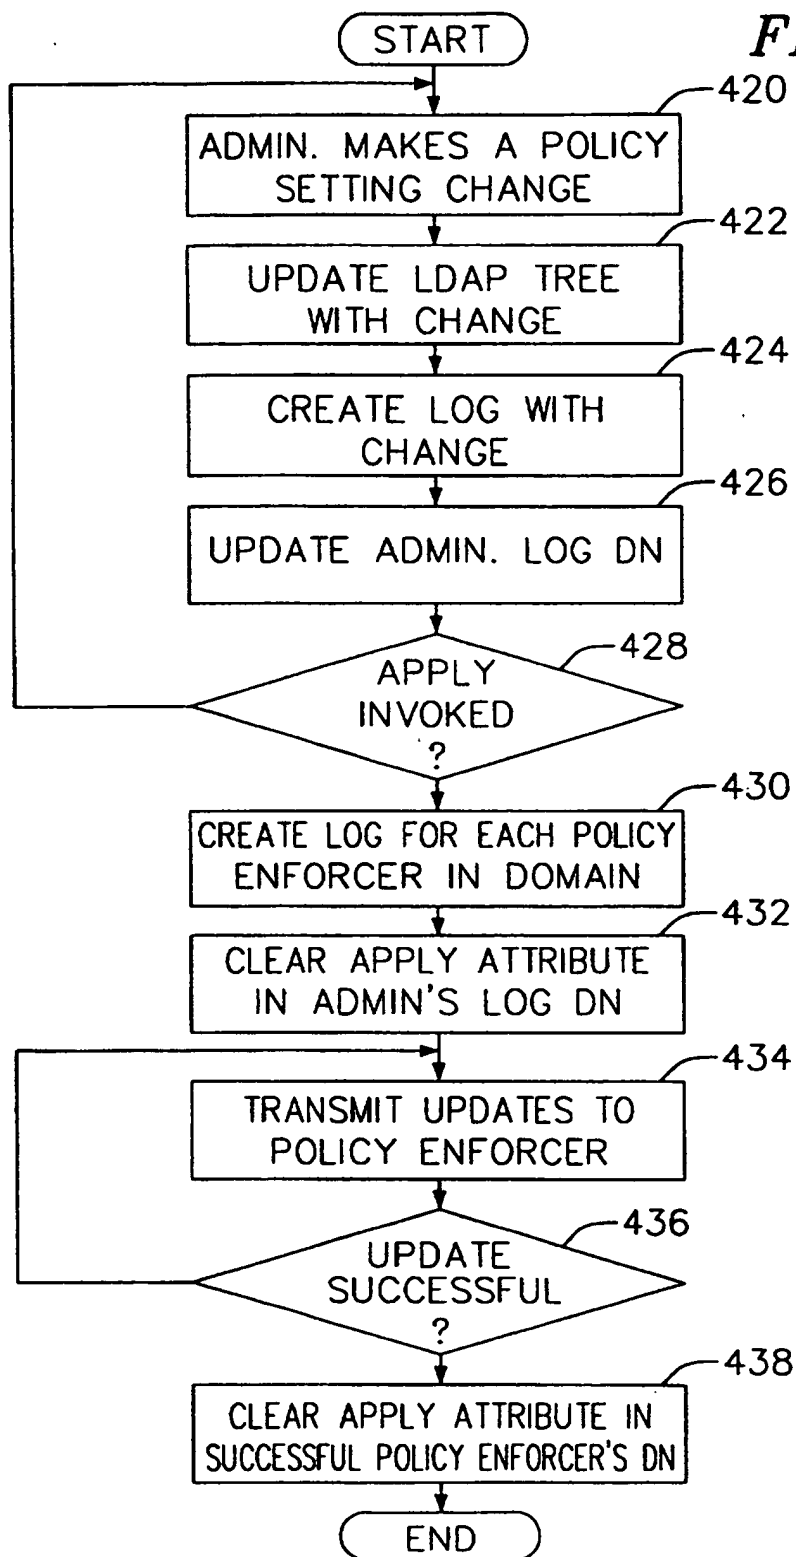 START
420
ADMIN. MAKES A POLICY
SETTING CHANGE
422
UPDATE LDAP TREE
WITH CHANGE
424
CREATE LOG WITH
CHANGE
426
UPDATE ADMIN. LOG DN
428
APPLY
INVOKED
?
430
CREATE LOG FOR EACH POLICY
ENFORCER IN DOMAIN
432
CLEAR APPLY ATTRIBUTE
IN ADMIN'S LOG DN
434
TRANSMIT UPDATES TO
POLICY ENFORCER
436
UPDATE
SUCCESSFUL
?
438
CLEAR APPLY ATTRIBUTE IN
SUCCESSFUL POLICY ENFORCER'S DN
END